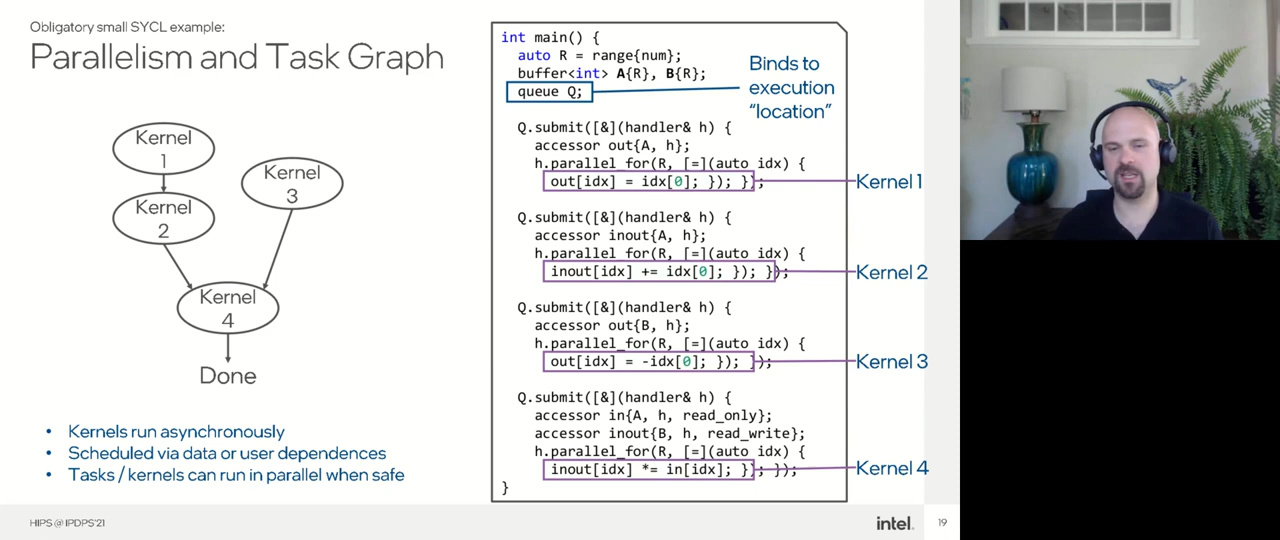 Obligatory small SYCL example:
Parallelism and Task Graph
Kernel
1
Kernel
2
Kernel
3
Kernel
4
Done
• Kernels run asynchronously
• Scheduled via data or user dependences
• Tasks / kernels can run in parallel when safe
int main() {
auto R = range{num};
buffer<int> A{R}, B{R};
queue Q;
Binds to
execution
“location”
Q.submit([&](handler& h) {
accessor out{A, h};
h.parallel_for(R, [=](auto idx) {
out[idx] = idx[0]; }); });
Kernel 1
Q.submit([&](handler& h) {
accessor inout{A, h};
h.parallel_for(R, [=](auto idx) {
inout[idx] += idx[0]; }); });
Kernel 2
Q.submit([&](handler& h) {
accessor out{B, h};
h.parallel_for(R, [=](auto idx) {
out[idx] = -idx[0]; }); });
Kernel 3
Q.submit([&](handler& h) {
accessor in{A, h, read_only};
accessor inout{B, h, read_write};
h.parallel_for(R, [=](auto idx) {
inout[idx] *= in[idx]; }); });
Kernel 4
}
HIPS @ IPDPS'21
intel.
19